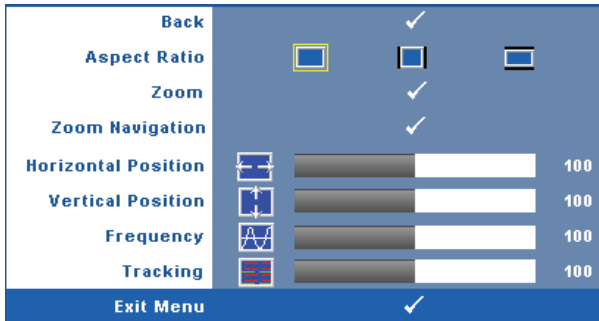 Back
Aspect Ratio
Zoom
Zoom Navigation
Horizontal Position 100
Vertical Position 100
Frequency 100
Tracking 100
Exit Menu